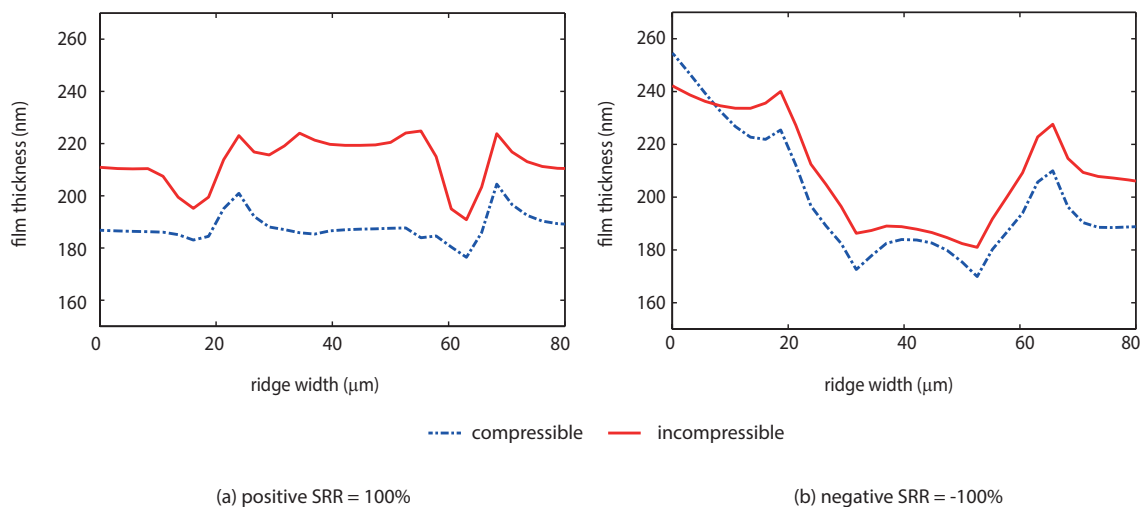 260
240
220
200
180
160
film thickness (nm)
0 20 40 60 80
ridge width (μm)
260
240
220
200
180
160
film thickness (nm)
0 20 40 60 80
ridge width (μm)
compressible incompressible
(a) positive SRR = 100%
(b) negative SRR = -100%